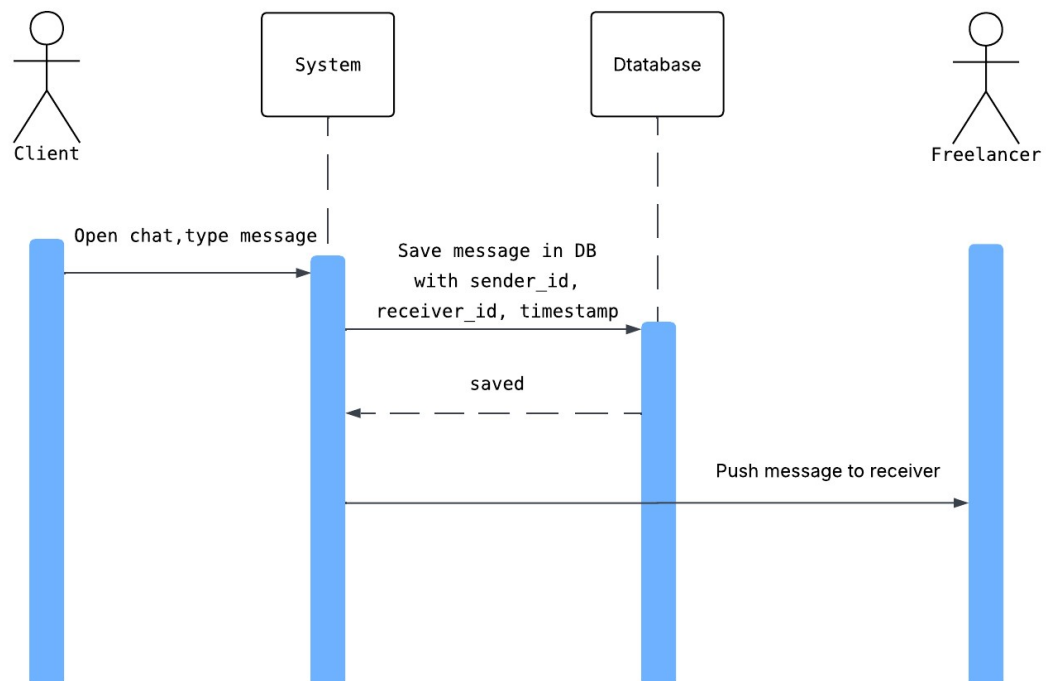 System
Dtatabase
Client
Freelancer
Open chat,type message
Save message in DB
with sender_id,
receiver_id, timestamp
saved
Push message to receiver